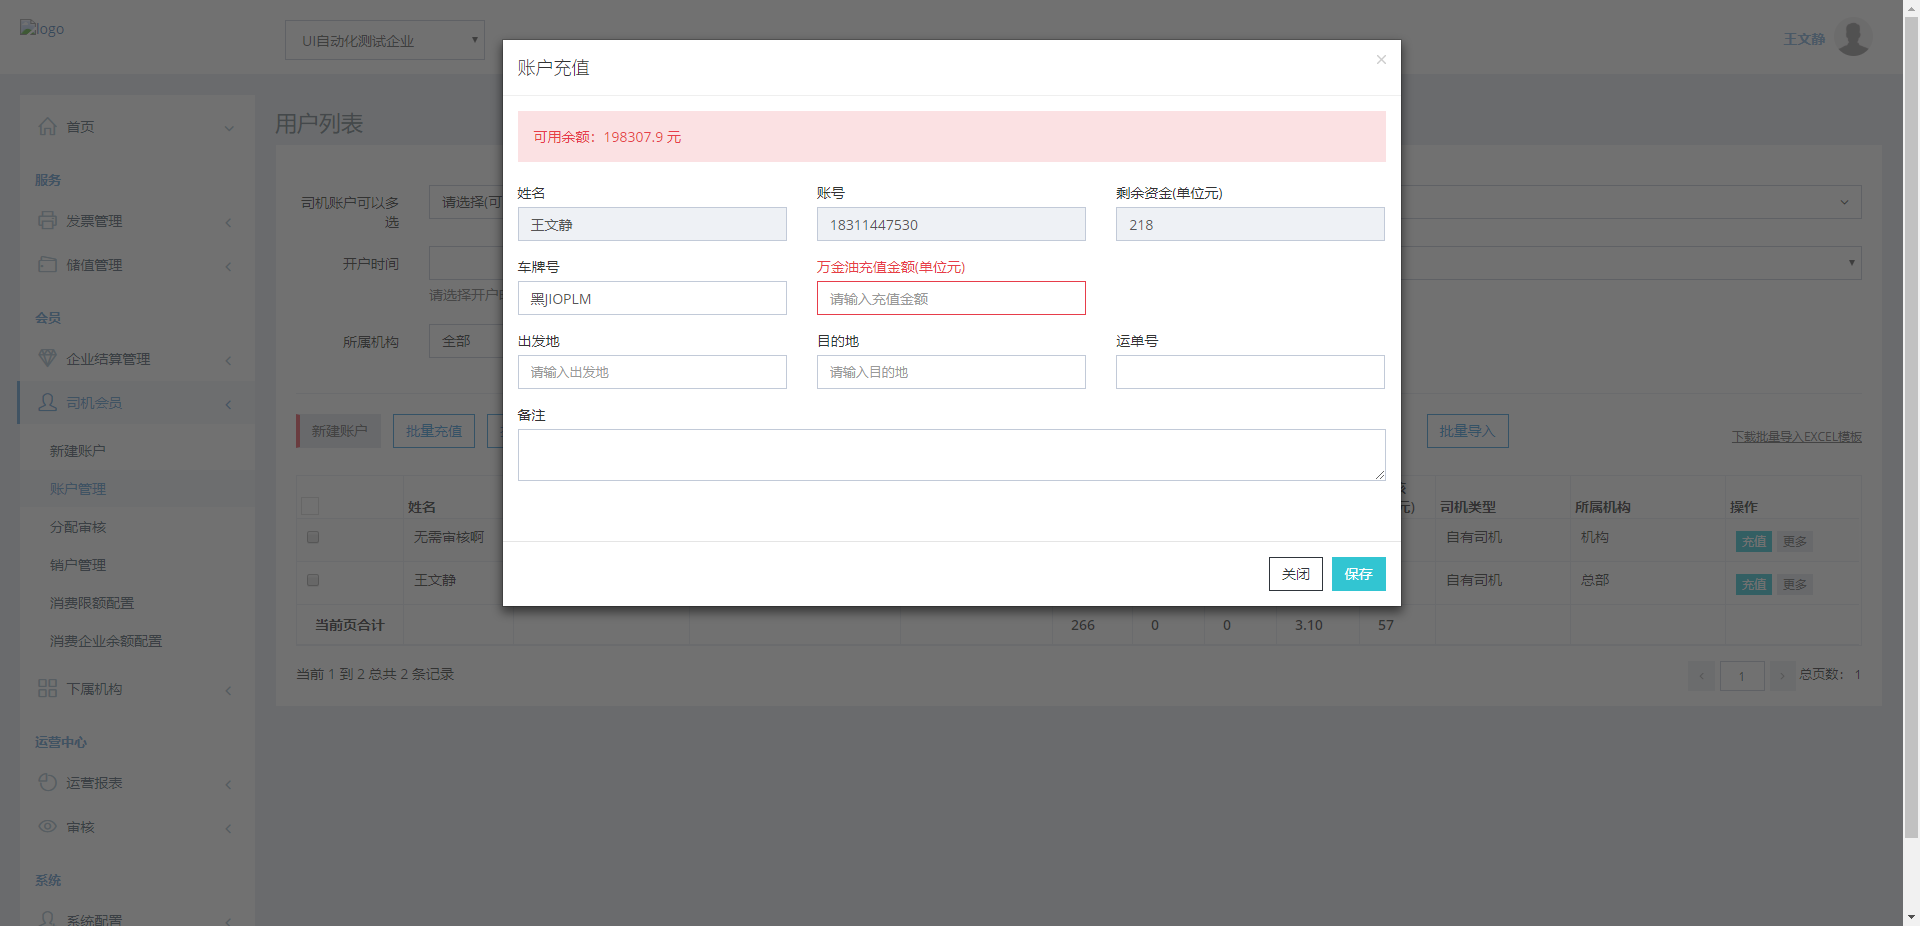 logo
UI自动化测试企业
王文静
首页
服务
发票管理
储值管理
会员
企业结算管理
司机会员
新建账户
账户管理
分配审核
销户管理
消费限额配置
消费企业余额配置
下属机构
运营中心
运营报表
审核
系统
系统配置
用户列表
司机账户可以多
选
请选择(可
开户时间
请选择开户
所属机构
全部
新建账户
批量充值
批量导入
下载批量导入EXCEL模板
账户充值
×
可用余额：198307.9 元
姓名
账号
剩余资金(单位元)
王文静
18311447530
218
车牌号
万金油充值金额(单位元)
黑JIOPLM
请输入充值金额
出发地
目的地
运单号
请输入出发地
请输入目的地
备注
关闭
保存
姓名
元)
司机类型
所属机构
操作
无需审核啊
自有司机
机构
充值
更多
王文静
自有司机
总部
充值
更多
当前页合计
266
0
0
3.10
57
当前 1 到 2 总共 2 条记录
‹
1
›
总页数： 1